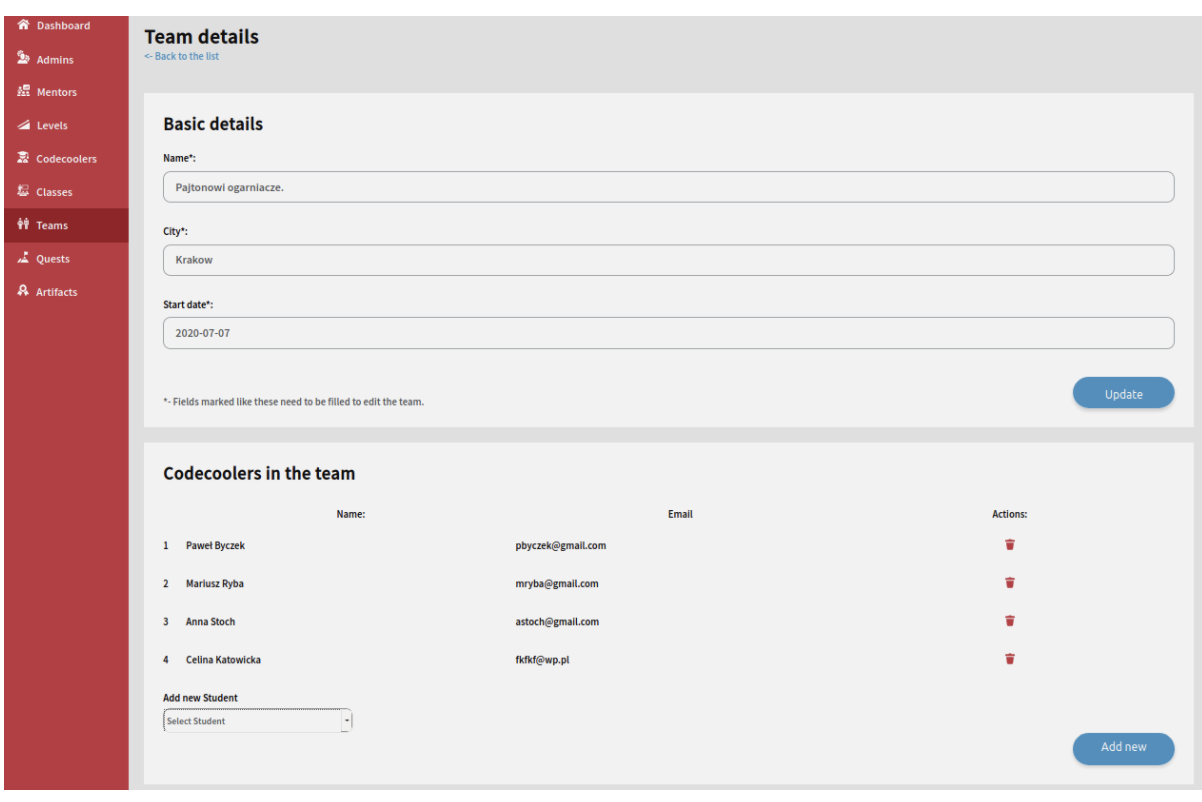 Dashboard
Admins
Mentors
Levels
Codecoolers
Classes
Teams
Quests
Artifacts
Team details
<- Back to the list
Basic details
Name*:
Pajtonowi ogarniacze.
City*:
Krakow
Start date*:
2020-07-07
*- Fields marked like these need to be filled to edit the team.
Update
Codecoolers in the team
Name: Email Actions:
1 Paweł Byczek pbyczek@gmail.com
2 Mariusz Ryba mryba@gmail.com
3 Anna Stoch astoch@gmail.com
4 Celina Katowicka fkfkf@wp.pl
Add new Student
Select Student
Add new